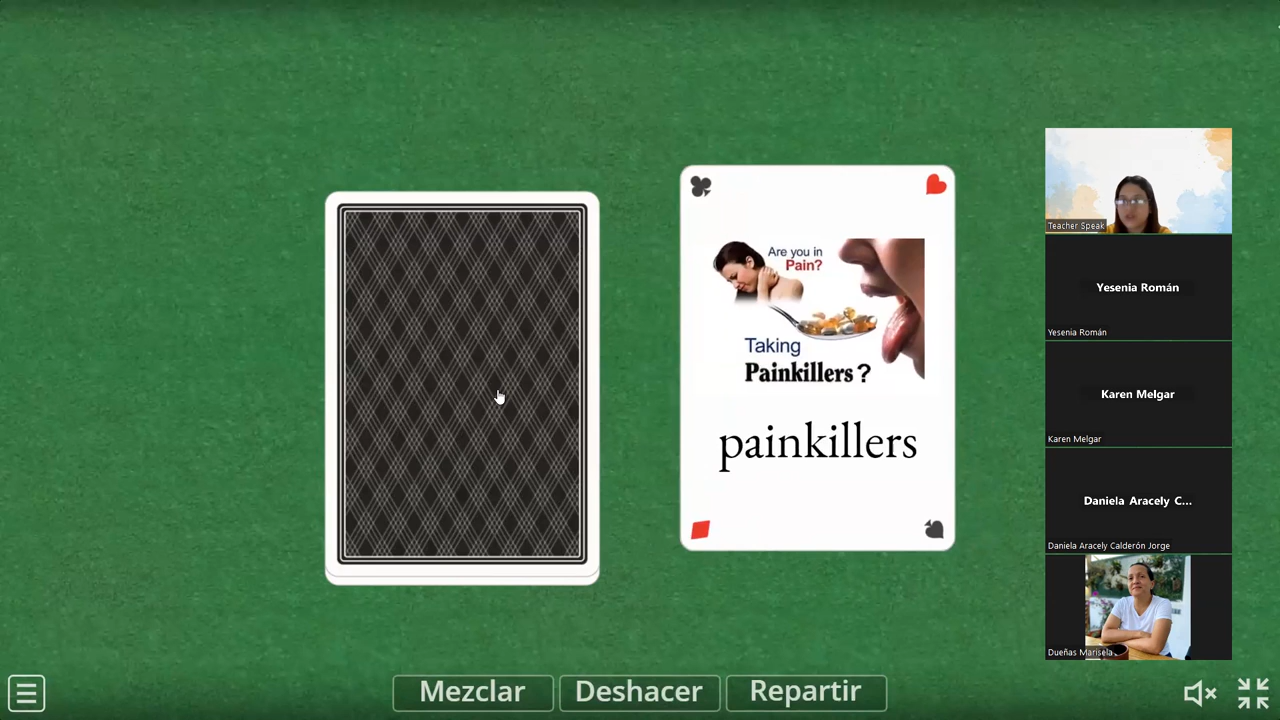 Are you in
Pain?
Taking
Painkillers ?
painkillers
Teacher Speak
Yesenia Román
Yesenia Román
Karen Melgar
Karen Melgar
Daniela Aracely C...
Daniela Aracely Calderón Jorge
Dueñas Marisela
Mezclar
Deshacer
Repartir